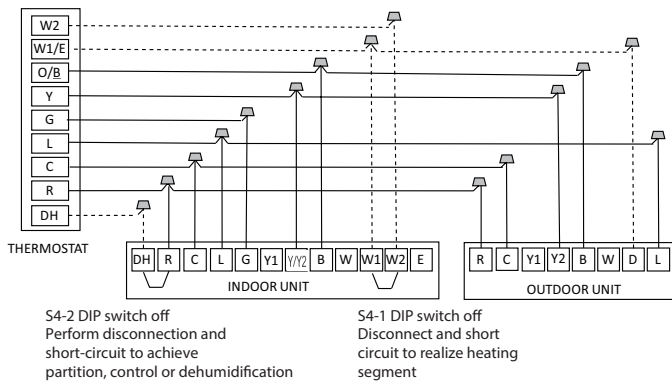 W2
W1/E
O/B
Y
G
L
C
R
DH
THERMOSTAT
DH R C L G Y1 Y/Y2 B W W1 W2 E
INDOOR UNIT
R C Y1 Y2 B W D L
OUTDOOR UNIT
S4-2 DIP switch off
Perform disconnection and
short-circuit to achieve
partition, control or dehumidification
S4-1 DIP switch off
Disconnect and short
circuit to realize heating
segment